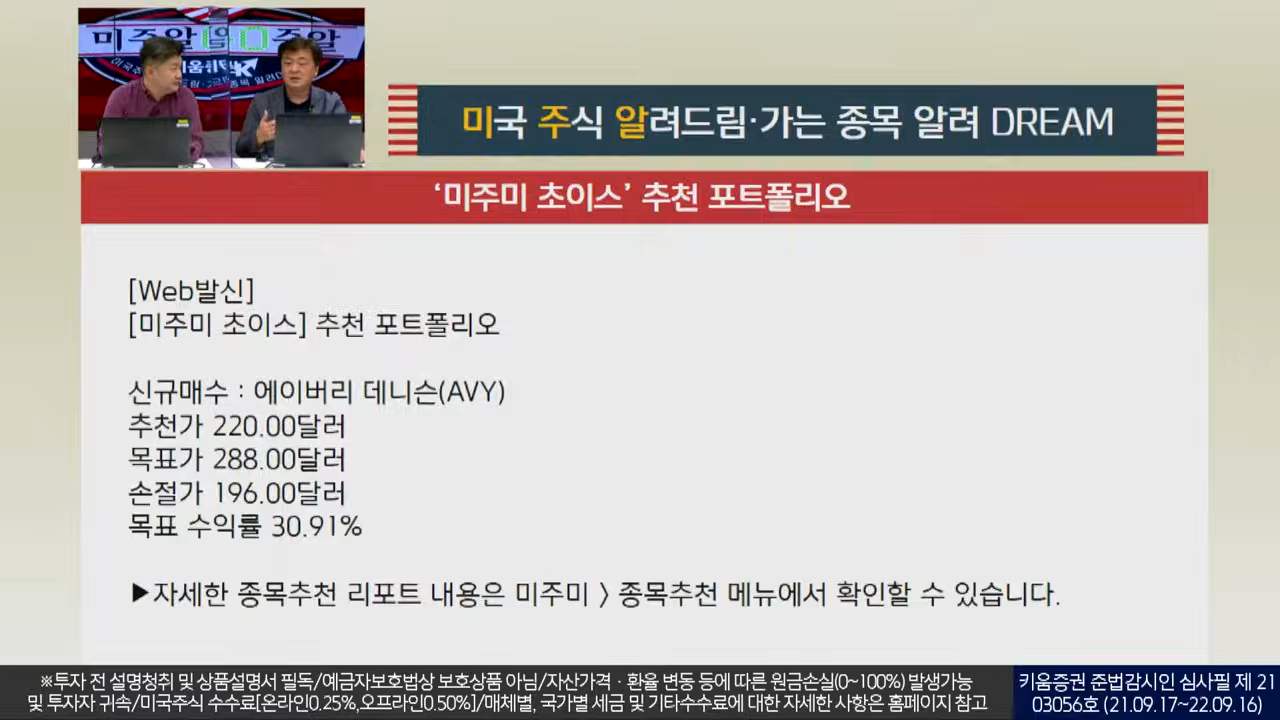 미주알GO주알
미국 주식 알려드림·가는 종목 알려 DREAM
‘미주미 초이스’ 추천 포트폴리오
[Web발신]
[미주미 초이스] 추천 포트폴리오
신규매수 : 에이버리 데니슨(AVY)
추천가 220.00달러
목표가 288.00달러
손절가 196.00달러
목표 수익률 30.91%
▶자세한 종목추천 리포트 내용은 미주미 > 종목추천 메뉴에서 확인할 수 있습니다.
※투자 전 설명청취 및 상품설명서 필독/예금자보호법상 보호상품 아님/자산가격ㆍ환율 변동 등에 따른 원금손실(0~100%) 발생가능
및 투자자 귀속/미국주식 수수료[온라인0.25%,오프라인0.50%]/매체별, 국가별 세금 및 기타수수료에 대한 자세한 사항은 홈페이지 참고
키움증권 준법감시인 심사필 제 21
03056호 (21.09.17~22.09.16)